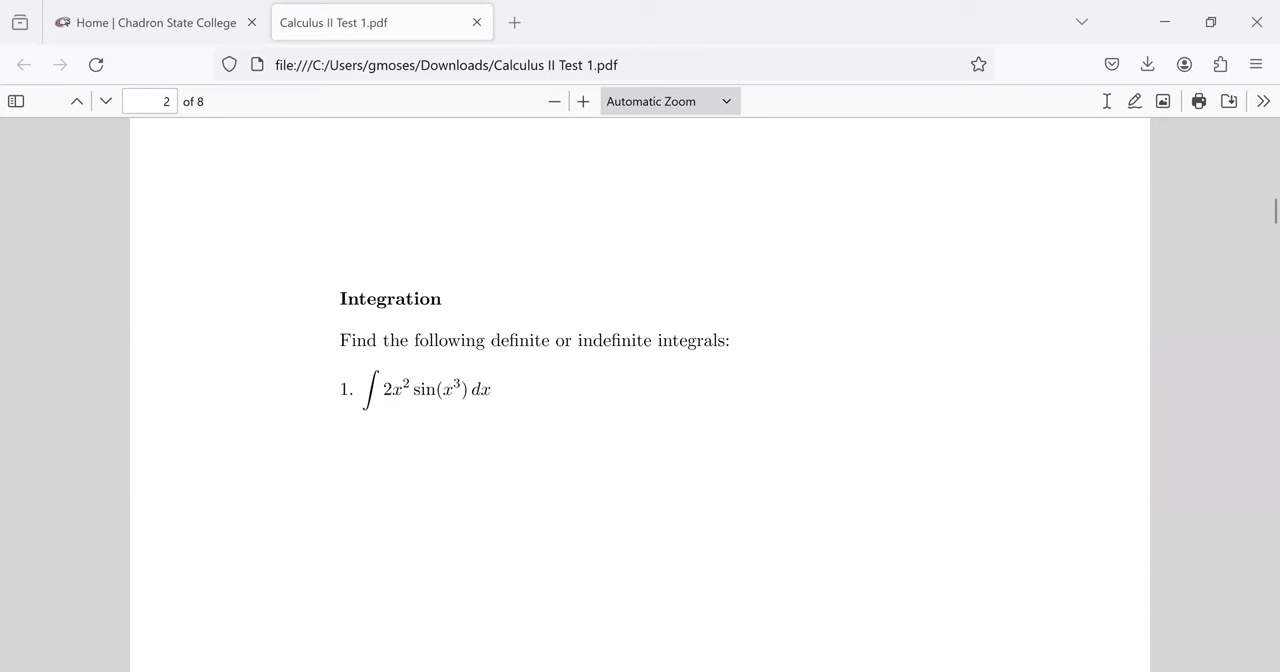 Home | Chadron State College
Calculus II Test 1.pdf
file:///C:/Users/gmoses/Downloads/Calculus II Test 1.pdf
2 of 8
Automatic Zoom
Integration
Find the following definite or indefinite integrals:
1. ∫ 2x² sin(x³) dx